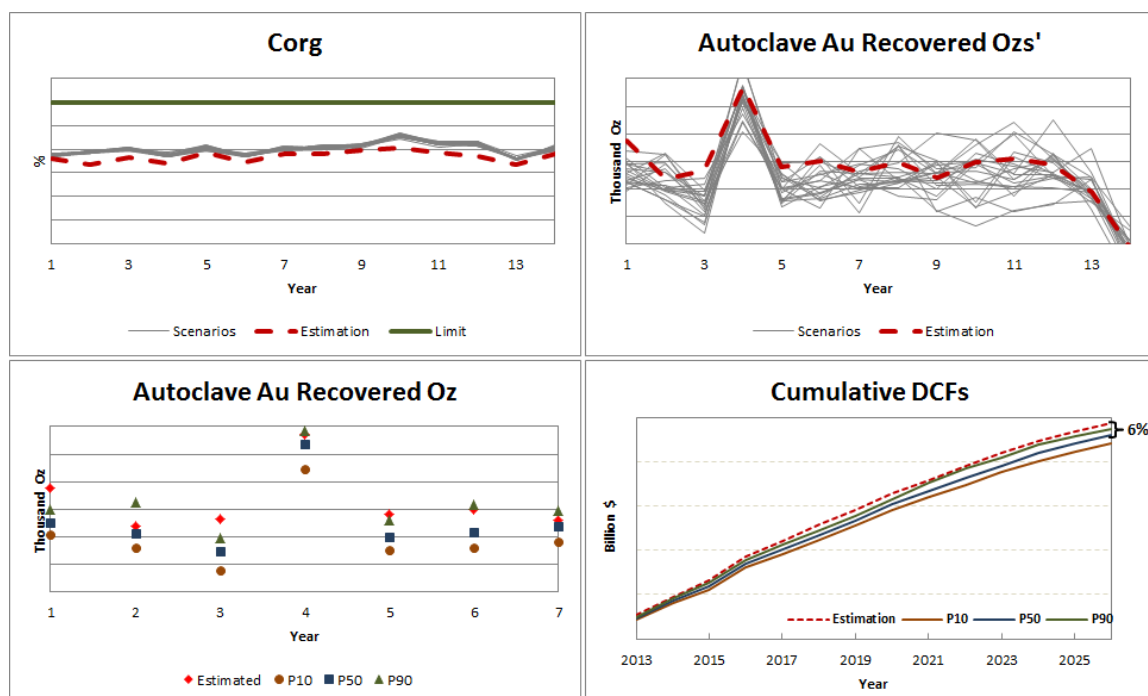 Corg
%
1 3 5 7 9 11 13
Year
Scenarios Estimation Limit
Autoclave Au Recovered Ozs'
Thousand Oz
1 3 5 7 9 11 13
Year
Scenarios Estimation
Autoclave Au Recovered Oz
Thousand Oz
1 2 3 4 5 6 7
Year
Estimated P10 P50 P90
Cumulative DCFs
6%
Billion $
Estimation P10 P50 P90
2013 2015 2017 2019 2021 2023 2025
Year